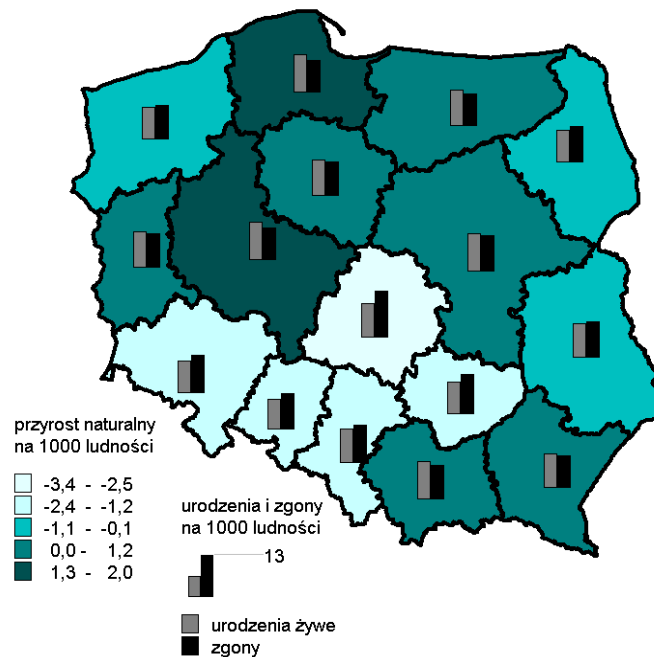 przyrost naturalny
na 1000 ludności
-3,4 - -2,5
-2,4 - -1,2
-1,1 - -0,1
0,0 - 1,2
1,3 - 2,0
urodzenia i zgony
na 1000 ludności
13
urodzenia żywe
zgony